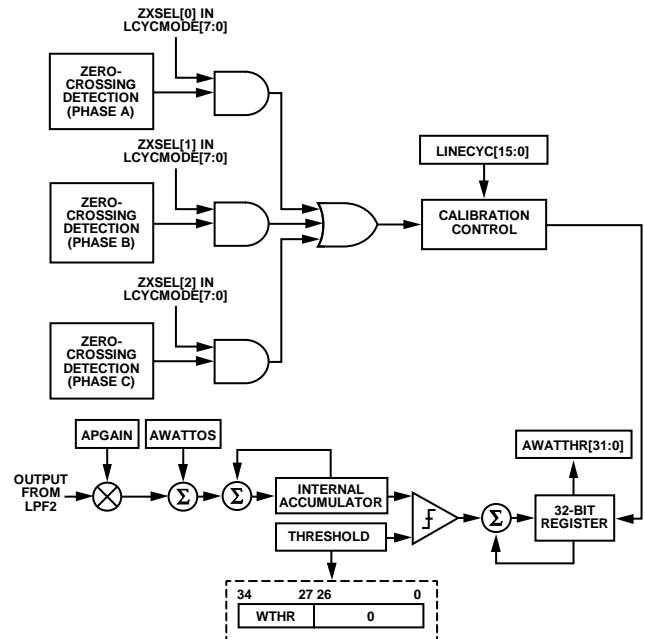 ZXSEL[0] IN
LCYCMODE[7:0]
ZERO-
CROSSING
DETECTION
(PHASE A)
ZXSEL[1] IN
LCYCMODE[7:0]
ZERO-
CROSSING
DETECTION
(PHASE B)
LINECYC[15:0]
CALIBRATION
CONTROL
ZXSEL[2] IN
LCYCMODE[7:0]
ZERO-
CROSSING
DETECTION
(PHASE C)
APGAIN
AWATTOS
AWATTHR[31:0]
OUTPUT
FROM
LPF2
Σ
Σ
INTERNAL
ACCUMULATOR
THRESHOLD
Σ
32-BIT
REGISTER
34 27 26 0
WTHR 0